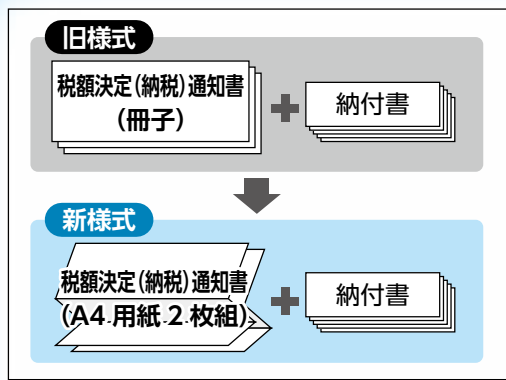 旧様式
税額決定(納税)通知書
(冊子)
納付書
新様式
税額決定(納税)通知書
(A4用紙2枚組)
納付書